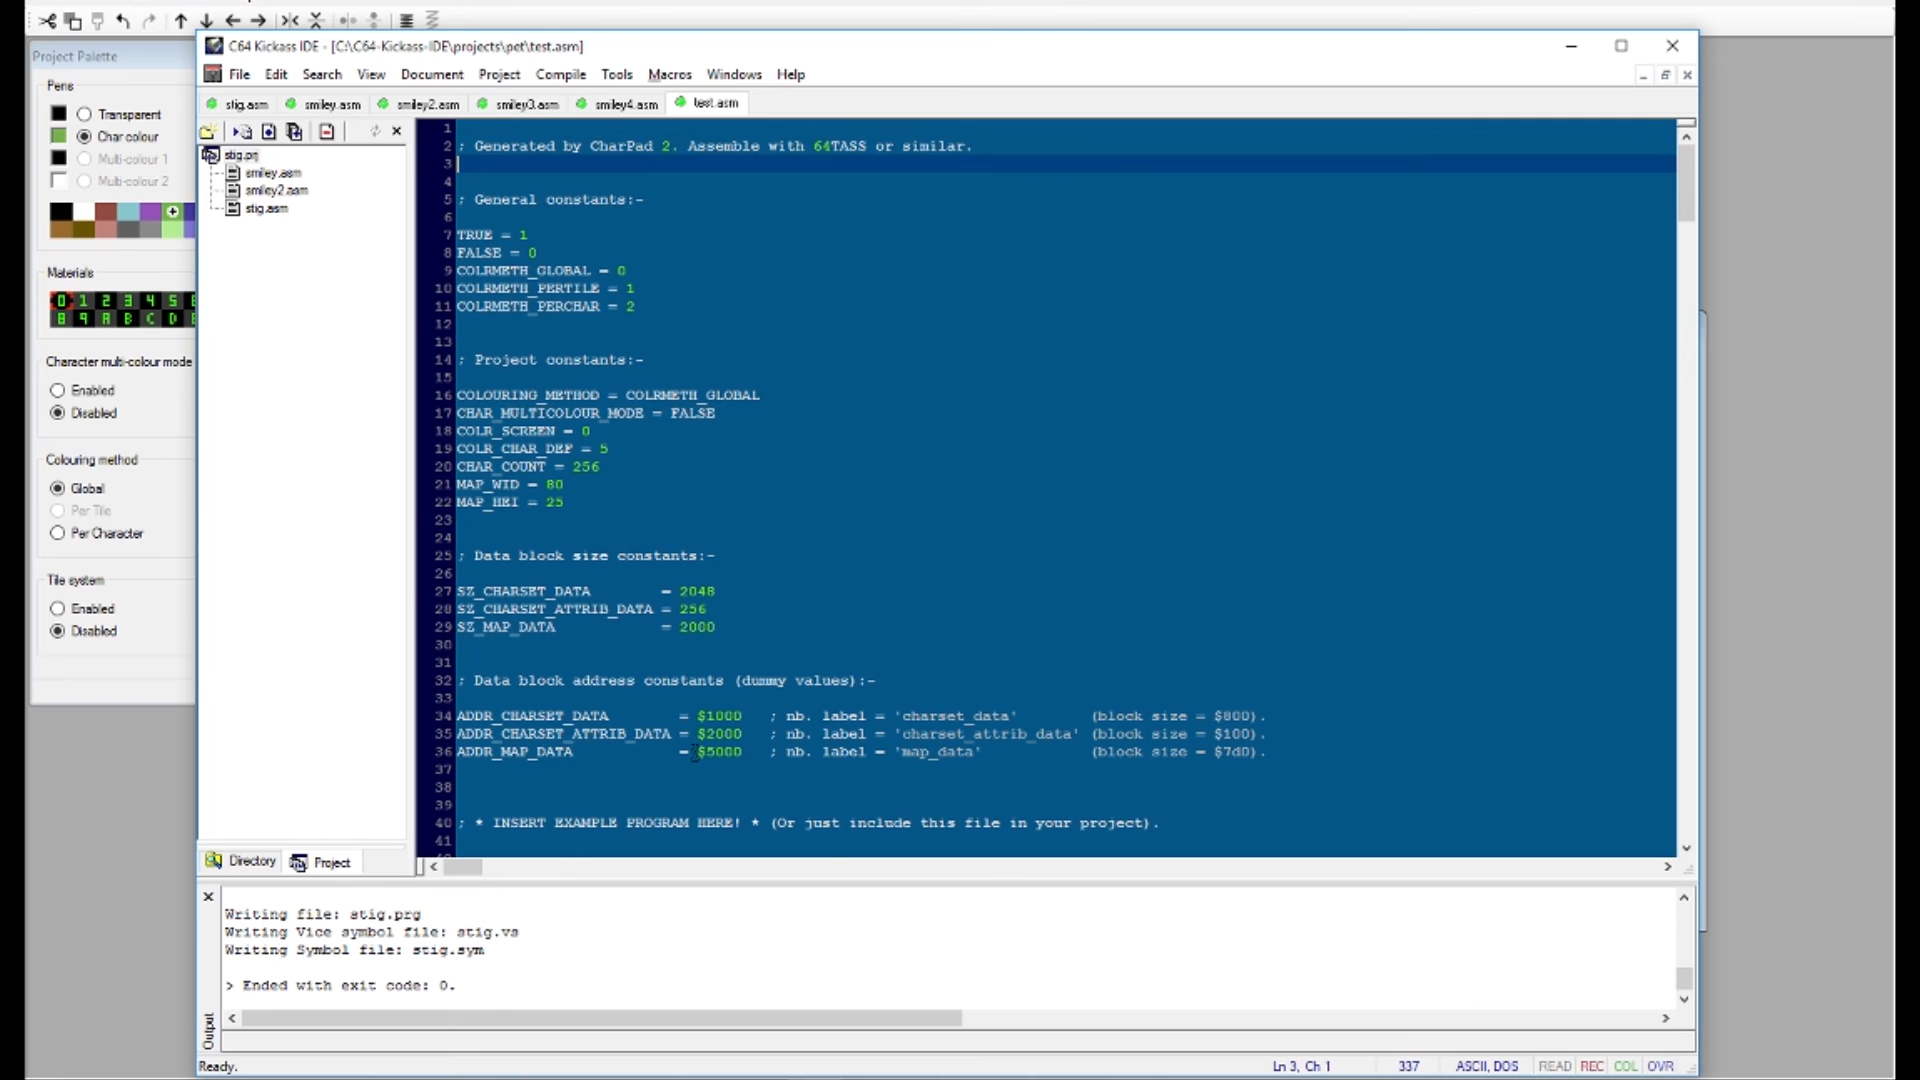 C64 Kickass IDE - [C:\C64-Kickass-IDE\projects\pet\test.asm]
File Edit Search View Document Project Compile Tools Macros Windows Help
stig.asm smiley.asm smiley2.asm smiley3.asm smiley4.asm test.asm
Project Palette
Pens
Transparent
Char colour
Multi-colour 1
Multi-colour 2
Materials
0 1 2 3 4 5
8 9 A B C D
Character multi-colour mode
Enabled
Disabled
Colouring method
Global
Per Tile
Per Character
Tile system
Enabled
Disabled
stig.prj
smiley.asm
smiley2.asm
stig.asm
Directory Project
1
2 ; Generated by CharPad 2. Assemble with 64TASS or similar.
3
4
5 ; General constants:-
6
7 TRUE = 1
8 FALSE = 0
9 COLRMETH_GLOBAL = 0
10 COLRMETH_PERTILE = 1
11 COLRMETH_PERCHAR = 2
12
13
14 ; Project constants:-
15
16 COLOURING_METHOD = COLRMETH_GLOBAL
17 CHAR_MULTICOLOUR_MODE = FALSE
18 COLR_SCREEN = 0
19 COLR_CHAR_DEF = 5
20 CHAR_COUNT = 256
21 MAP_WID = 80
22 MAP_HEI = 25
23
24
25 ; Data block size constants:-
26
27 SZ_CHARSET_DATA = 2048
28 SZ_CHARSET_ATTRIB_DATA = 256
29 SZ_MAP_DATA = 2000
30
31
32 ; Data block address constants (dummy values):-
33
34 ADDR_CHARSET_DATA = $1000 ; nb. label = 'charset_data' (block size = $800).
35 ADDR_CHARSET_ATTRIB_DATA = $2000 ; nb. label = 'charset_attrib_data' (block size = $100).
36 ADDR_MAP_DATA = $5000 ; nb. label = 'map_data' (block size = $7d0).
37
38
39
40 ; * INSERT EXAMPLE PROGRAM HERE! * (Or just include this file in your project).
41
Writing file: stig.prg
Writing Vice symbol file: stig.vs
Writing Symbol file: stig.sym
> Ended with exit code: 0.
Output
Ready. Ln 3, Ch 1 337 ASCII, DOS READ REC COL OVR